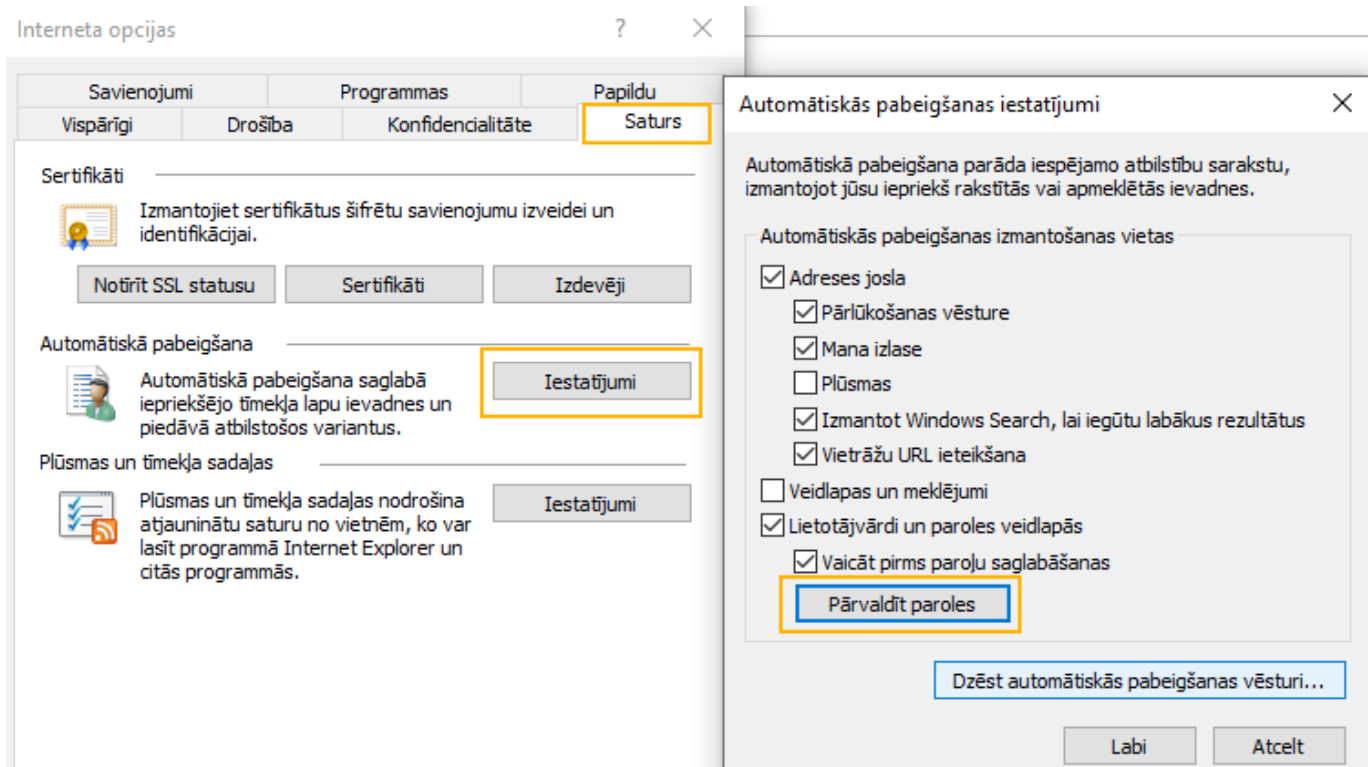 Interneta opcijas
Savienojumi Programmas Papildu
Vispārīgi Drošība Konfidencialitāte Saturs
Sertifikāti
Izmantojiet sertifikātus šifrētu savienojumu izveidei un
identifikācijai.
Notīrīt SSL statusu Sertifikāti Izdevēji
Automātiskā pabeigšana
Automātiskā pabeigšana saglabā
iepriekšējo tīmekļa lapu ievadnes un
piedāvā atbilstošos variantus.
Iestatījumi
Plūsmas un tīmekļa sadaļas
Plūsmas un tīmekļa sadaļas nodrošina
atjauninātu saturu no vietnēm, ko var
lasīt programmā Internet Explorer un
citās programmās.
Iestatījumi
Automātiskās pabeigšanas iestatījumi
Automātiskā pabeigšana parāda iespējamo atbilstību sarakstu,
izmantojot jūsu iepriekš rakstītās vai apmeklētās ievadnes.
Automātiskās pabeigšanas izmantošanas vietas
Adreses josla
Pārlūkošanas vēsture
Mana izlase
Plūsmas
Izmantot Windows Search, lai iegūtu labākus rezultātus
Vietrāžu URL ieteikšana
Veidlapas un meklējumi
Lietotājvārdi un paroles veidlapās
Vaicāt pirms paroļu saglabāšanas
Pārvaldīt paroles
Dzēst automātiskās pabeigšanas vēsturi...
Labi Atcelt